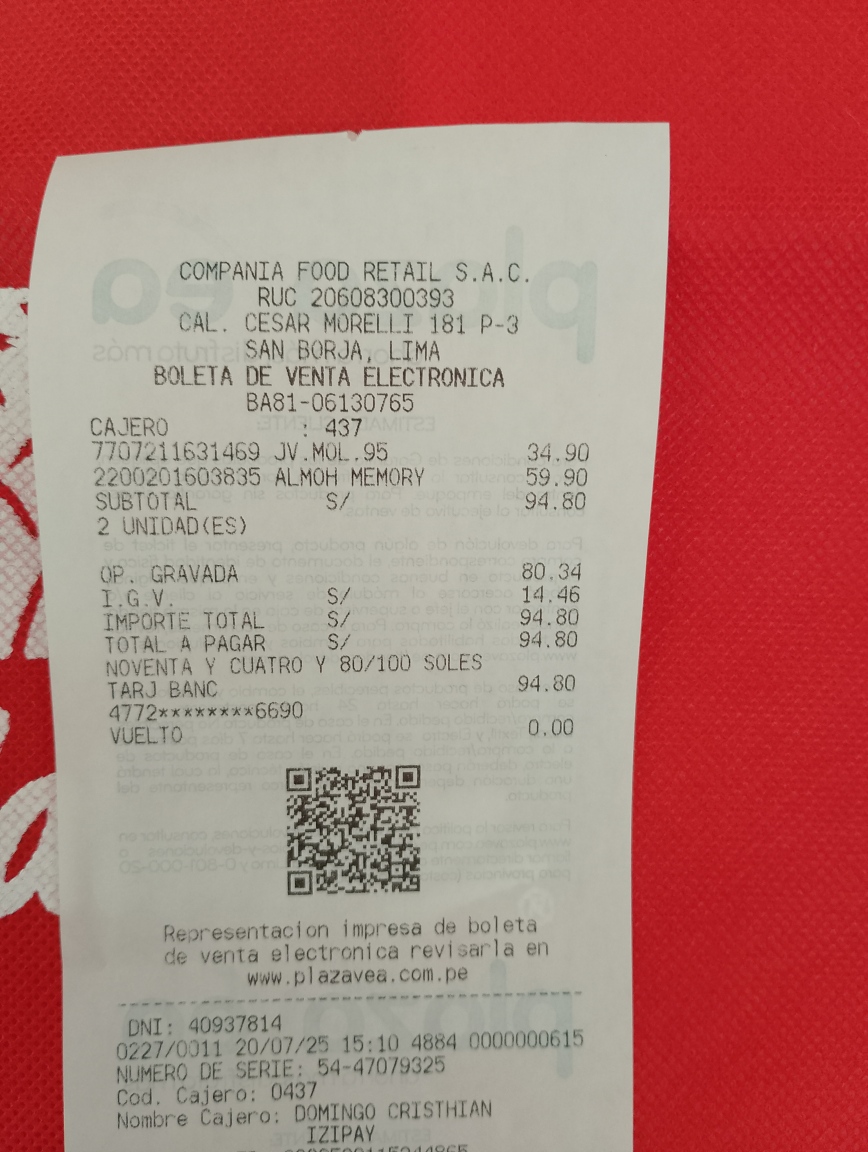 COMPANIA FOOD RETAIL S.A.C.
RUC 20608300393
CAL. CESAR MORELLI 181 P-3
SAN BORJA, LIMA
BOLETA DE VENTA ELECTRONICA
BA81-06130765
CAJERO : 437
7707211631469 JV.MOL.95 34.90
2200201603835 ALMOH MEMORY 59.90
SUBTOTAL S/ 94.80
2 UNIDAD(ES)
OP. GRAVADA 80.34
I.G.V. S/ 14.46
IMPORTE TOTAL S/ 94.80
TOTAL A PAGAR S/ 94.80
NOVENTA Y CUATRO Y 80/100 SOLES
TARJ BANC 94.80
4772********6690
VUELTO 0.00
Representacion impresa de boleta
de venta electronica revisarla en
www.plazavea.com.pe
DNI: 40937814
0227/0011 20/07/25 15:10 4884 0000000615
NUMERO DE SERIE: 54-47079325
Cod. Cajero: 0437
Nombre Cajero: DOMINGO CRISTHIAN
IZIPAY